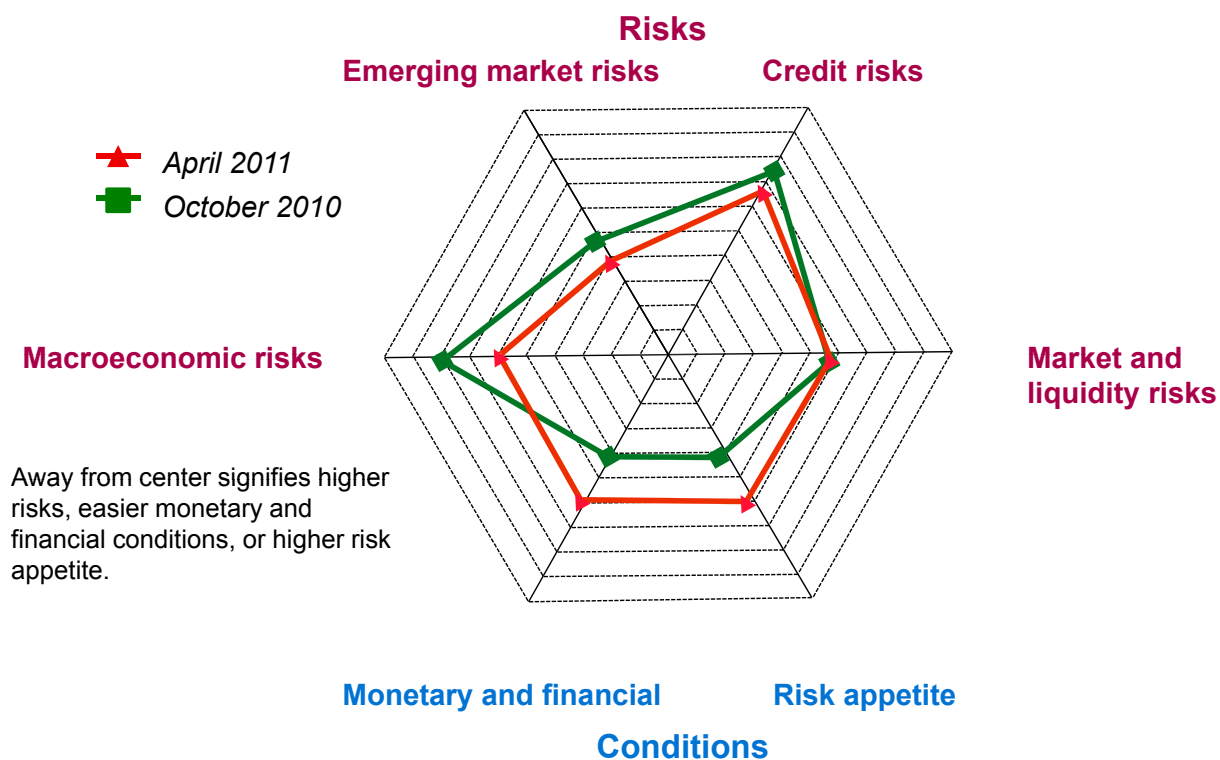 Risks
Emerging market risks
Credit risks
April 2011
October 2010
Macroeconomic risks
Market and
liquidity risks
Away from center signifies higher
risks, easier monetary and
financial conditions, or higher risk
appetite.
Monetary and financial
Risk appetite
Conditions